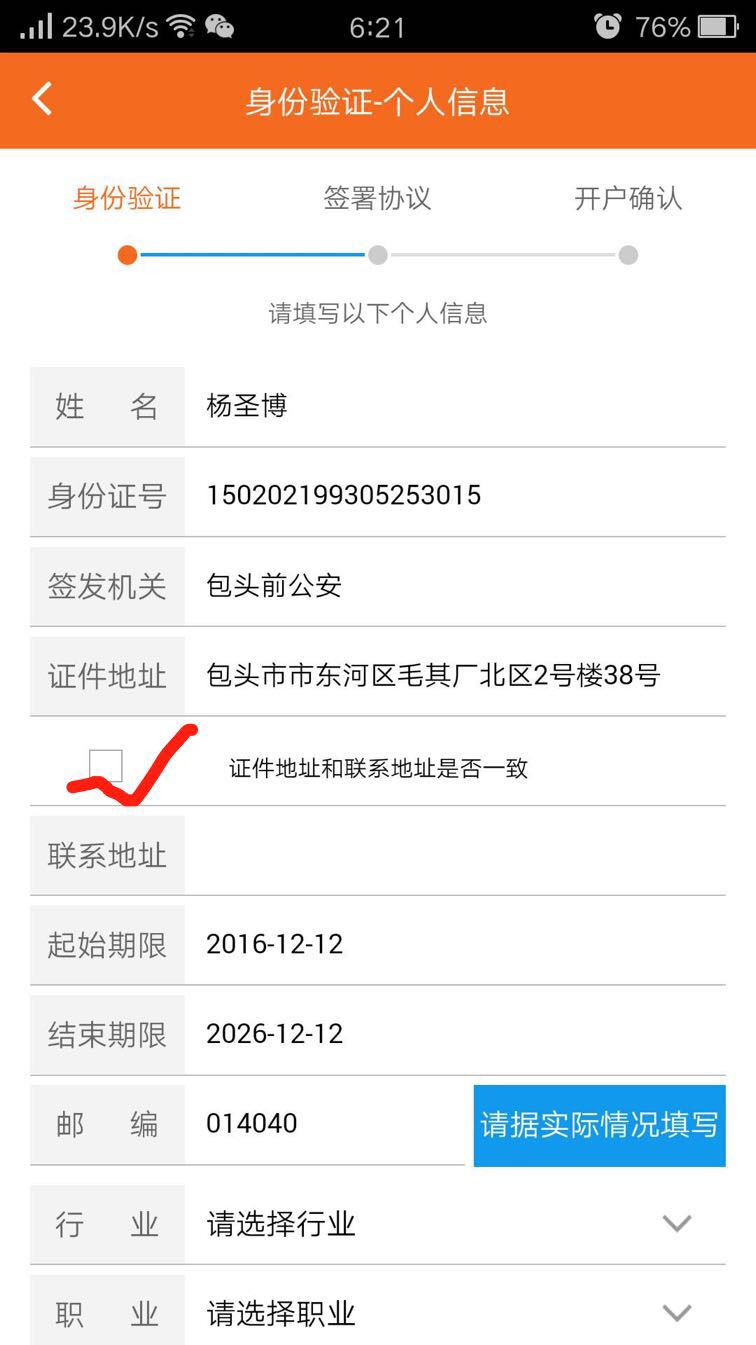 23.9K/s 6:21 76%
身份验证-个人信息
身份验证 签署协议 开户确认
请填写以下个人信息
姓 名 杨圣博
身份证号 150202199305253015
签发机关 包头前公安
证件地址 包头市市东河区毛其厂北区2号楼38号
证件地址和联系地址是否一致
联系地址
起始期限 2016-12-12
结束期限 2026-12-12
邮 编 014040 请据实际情况填写
行 业 请选择行业
职 业 请选择职业